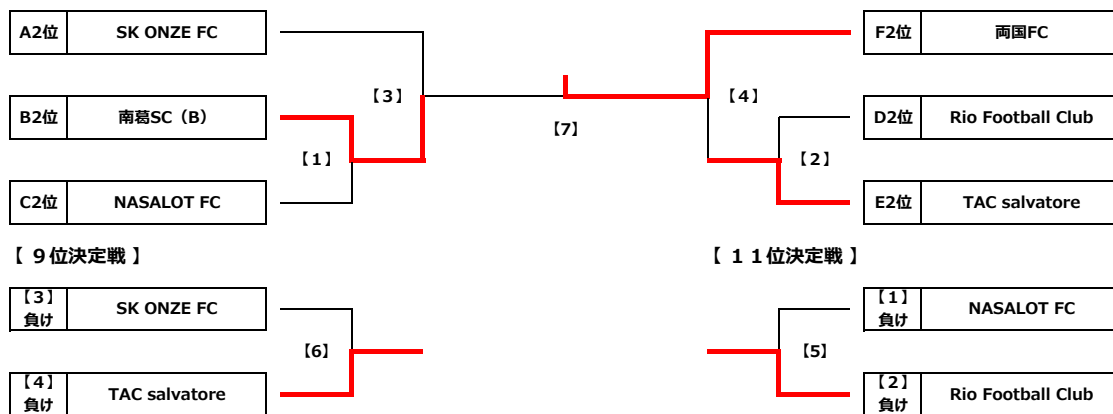 A2位 SK ONZE FC
F2位 両国FC
【3】
【4】
B2位 南葛SC（B）
D2位 Rio Football Club
【7】
【1】
【2】
C2位 NASALOT FC
E2位 TAC salvatore
【 ９位決定戦 】
【 １１位決定戦 】
【3】
負け SK ONZE FC
【1】
負け NASALOT FC
【6】
【5】
【4】
負け TAC salvatore
【2】
負け Rio Football Club